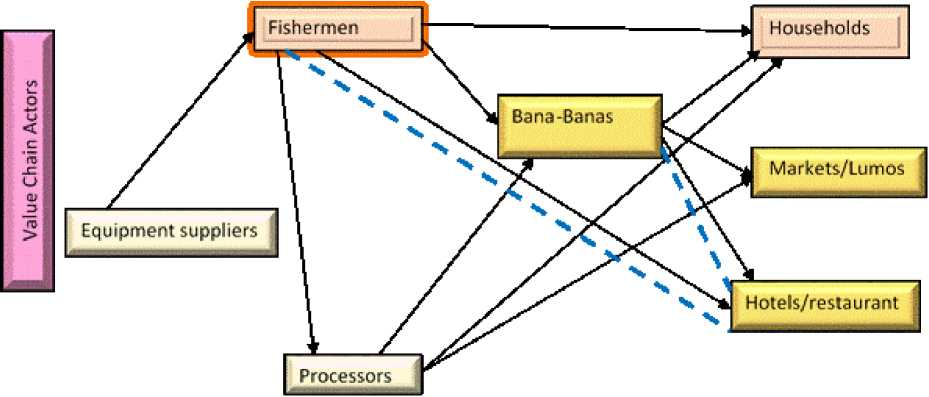 Value Chain Actors
Fishermen
Households
Bana-Banas
Markets/Lumos
Equipment suppliers
Hotels/restaurant
Processors